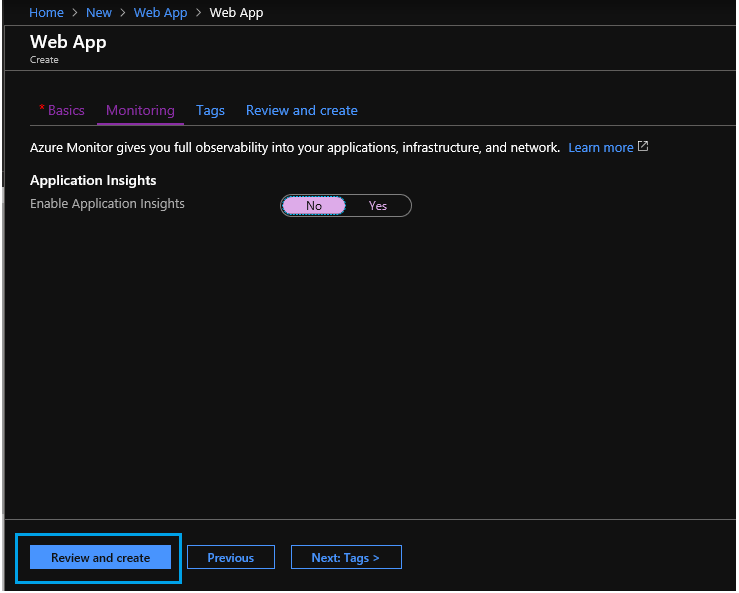 Home > New > Web App > Web App
Web App
Create
* Basics Monitoring Tags Review and create
Azure Monitor gives you full observability into your applications, infrastructure, and network. Learn more
Application Insights
Enable Application Insights No Yes
Review and create Previous Next: Tags >